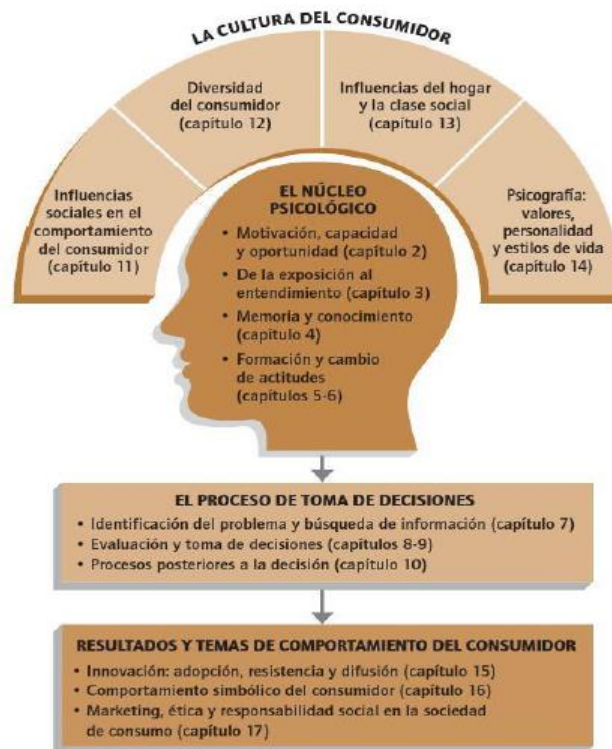 LA CULTURA DEL CONSUMIDOR
Influencias
sociales en el
comportamiento
del consumidor
(capítulo 11)
Diversidad
del consumidor
(capítulo 12)
Influencias del hogar
y la clase social
(capítulo 13)
Psicografía:
valores,
personalidad
y estilos de vida
(capítulo 14)
EL NÚCLEO
PSICOLÓGICO
• Motivación, capacidad
y oportunidad (capítulo 2)
• De la exposición al
entendimiento (capítulo 3)
• Memoria y conocimiento
(capítulo 4)
• Formación y cambio
de actitudes
(capítulos 5-6)
EL PROCESO DE TOMA DE DECISIONES
• Identificación del problema y búsqueda de información (capítulo 7)
• Evaluación y toma de decisiones (capítulos 8-9)
• Procesos posteriores a la decisión (capítulo 10)
RESULTADOS Y TEMAS DE COMPORTAMIENTO DEL CONSUMIDOR
• Innovación: adopción, resistencia y difusión (capítulo 15)
• Comportamiento simbólico del consumidor (capítulo 16)
• Marketing, ética y responsabilidad social en la sociedad
de consumo (capítulo 17)